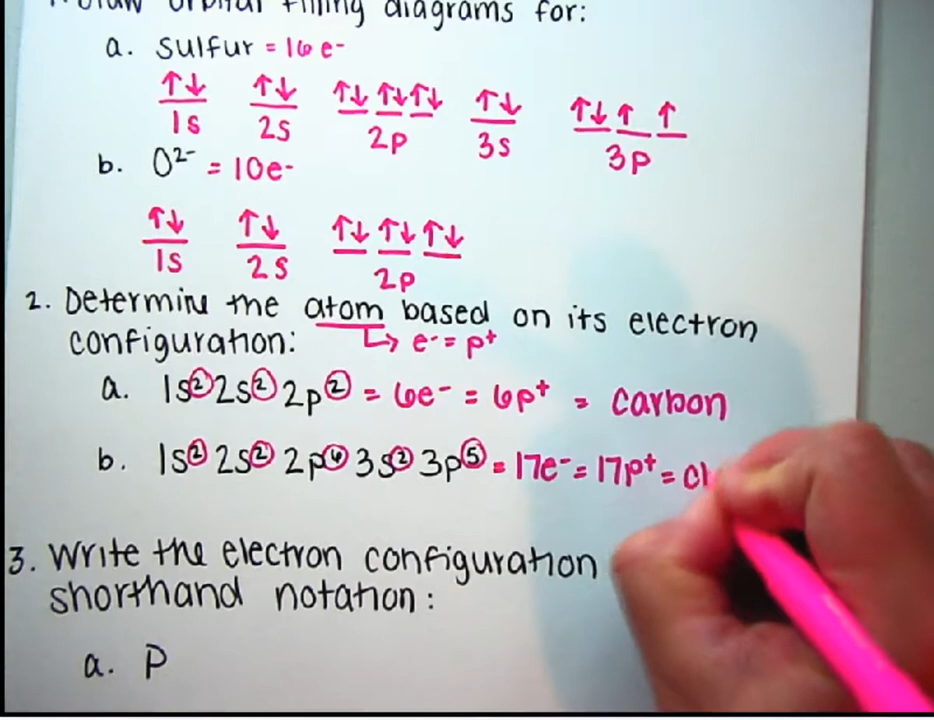 orbital filling diagrams for:
a. Sulfur = 16 e-
↑↓ ↑↓ ↑↓ ↑↓ ↑↓ ↑↓ ↑↓ ↑ ↑
1s 2s 2p 3s 3p
b. O²⁻ = 10e-
↑↓ ↑↓ ↑↓ ↑↓ ↑↓
1s 2s 2p
2. Determine the atom based on its electron
configuration: ↳ e⁻ = p⁺
a. 1s² 2s² 2p² = 6e⁻ = 6p⁺ = carbon
b. 1s² 2s² 2p⁶ 3s² 3p⁵ = 17e⁻ = 17p⁺ = Cl
3. Write the electron configuration
shorthand notation:
a. P